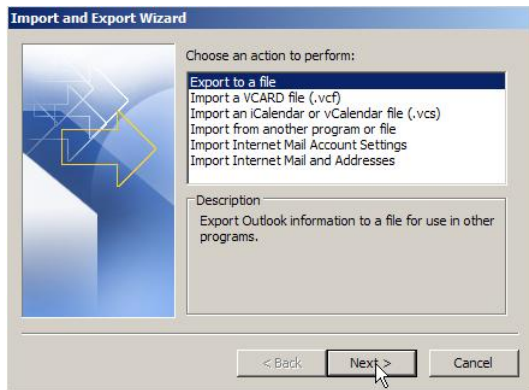 Import and Export Wizard
Choose an action to perform:
Export to a file
Import a VCARD file (.vcf)
Import an iCalendar or vCalendar file (.vcs)
Import from another program or file
Import Internet Mail Account Settings
Import Internet Mail and Addresses
Description
Export Outlook information to a file for use in other
programs.
< Back Next > Cancel